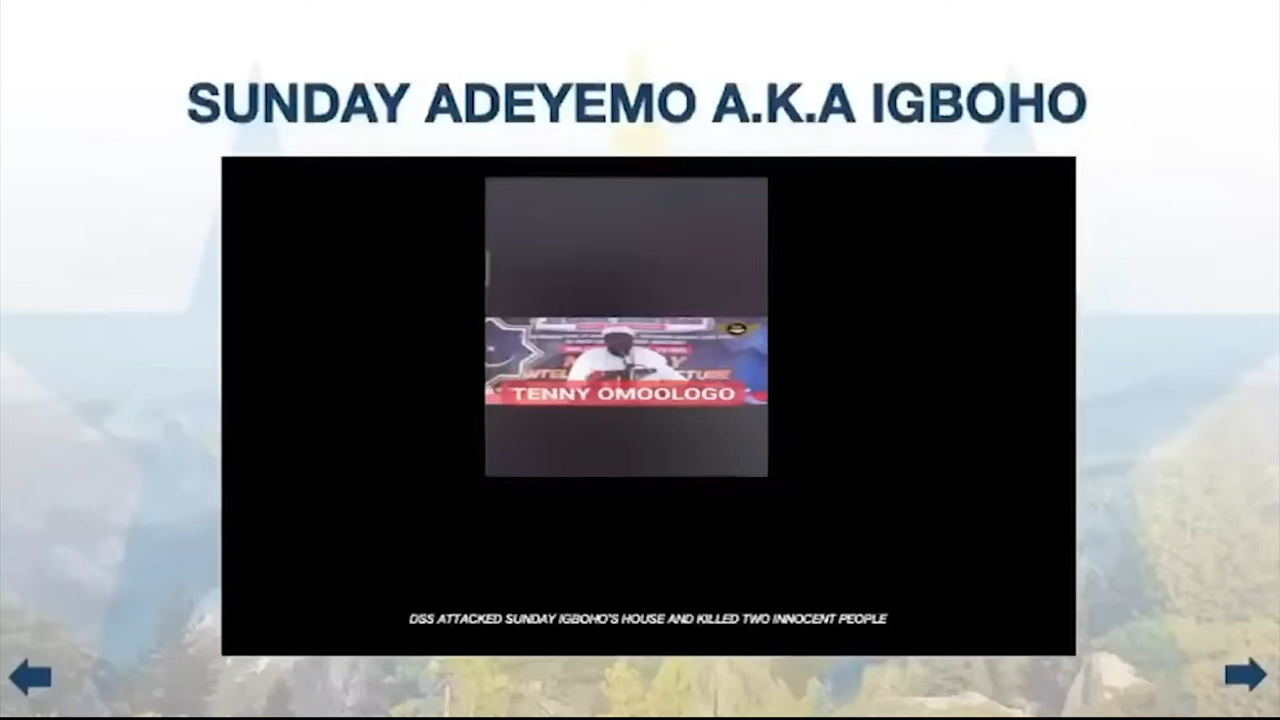 SUNDAY ADEYEMO A.K.A IGBOHO
TENNY OMOOLOGO
DSS ATTACKED SUNDAY IGBOHO'S HOUSE AND KILLED TWO INNOCENT PEOPLE